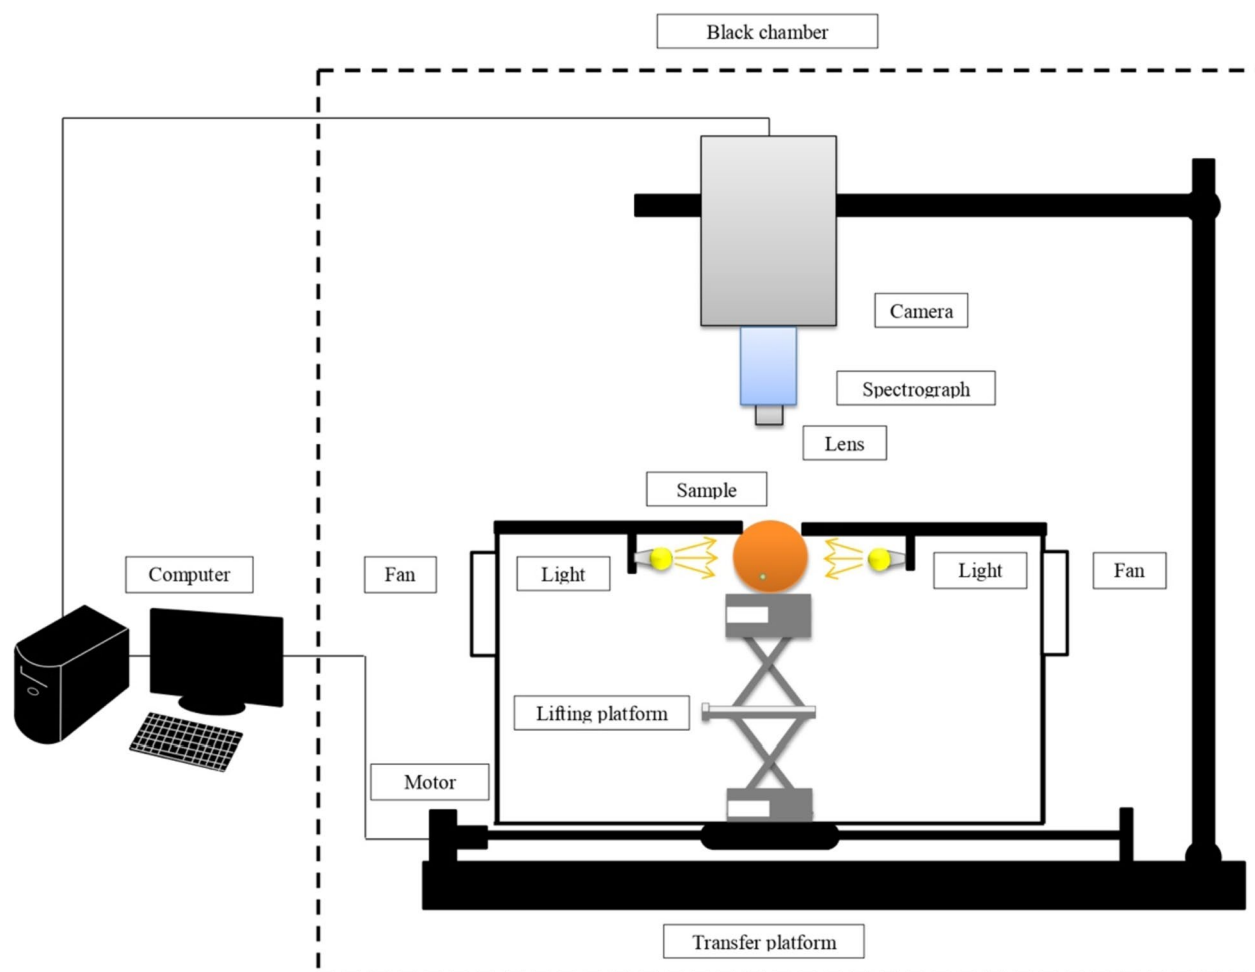 Black chamber
Camera
Spectrograph
Lens
Sample
Computer
Fan
Light
Light
Fan
Lifting platform
Motor
Transfer platform